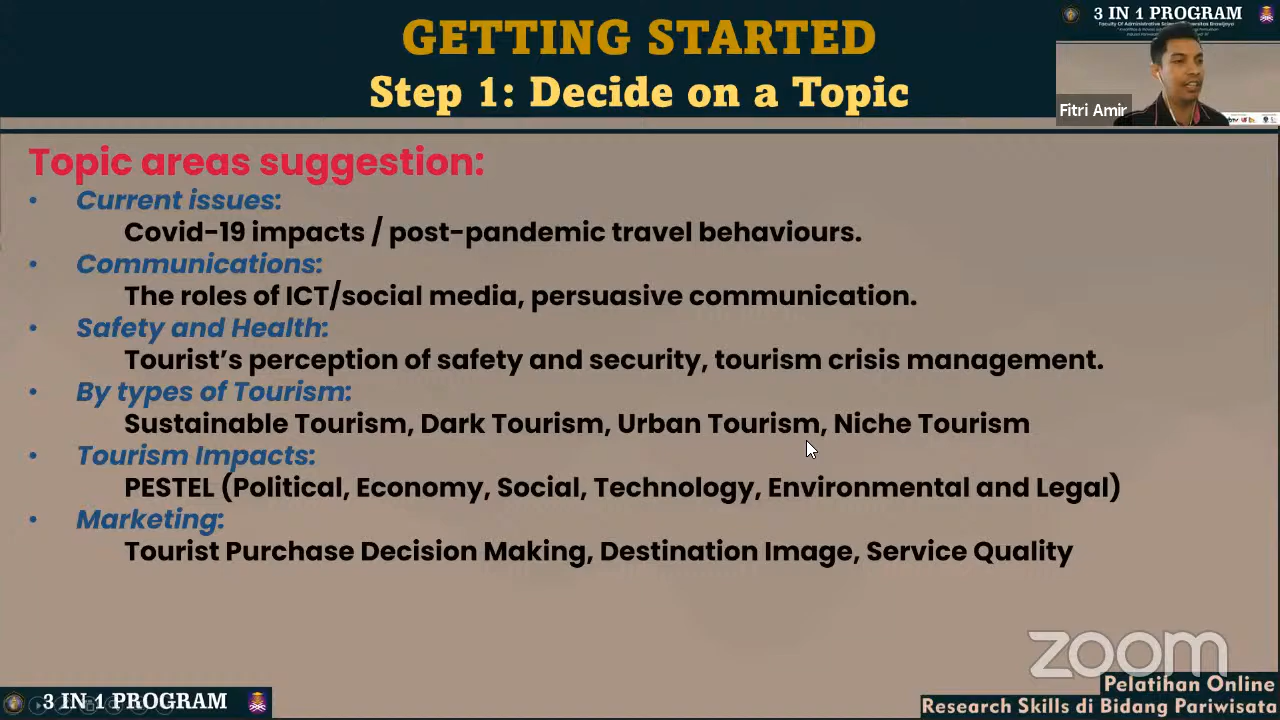 GETTING STARTED
Step 1: Decide on a Topic
3 IN 1 PROGRAM
Fitri Amir
Topic areas suggestion:
• Current issues:
Covid-19 impacts / post-pandemic travel behaviours.
• Communications:
The roles of ICT/social media, persuasive communication.
• Safety and Health:
Tourist’s perception of safety and security, tourism crisis management.
• By types of Tourism:
Sustainable Tourism, Dark Tourism, Urban Tourism, Niche Tourism
• Tourism Impacts:
PESTEL (Political, Economy, Social, Technology, Environmental and Legal)
• Marketing:
Tourist Purchase Decision Making, Destination Image, Service Quality
zoom
3 IN 1 PROGRAM
Pelatihan Online
Research Skills di Bidang Pariwisata